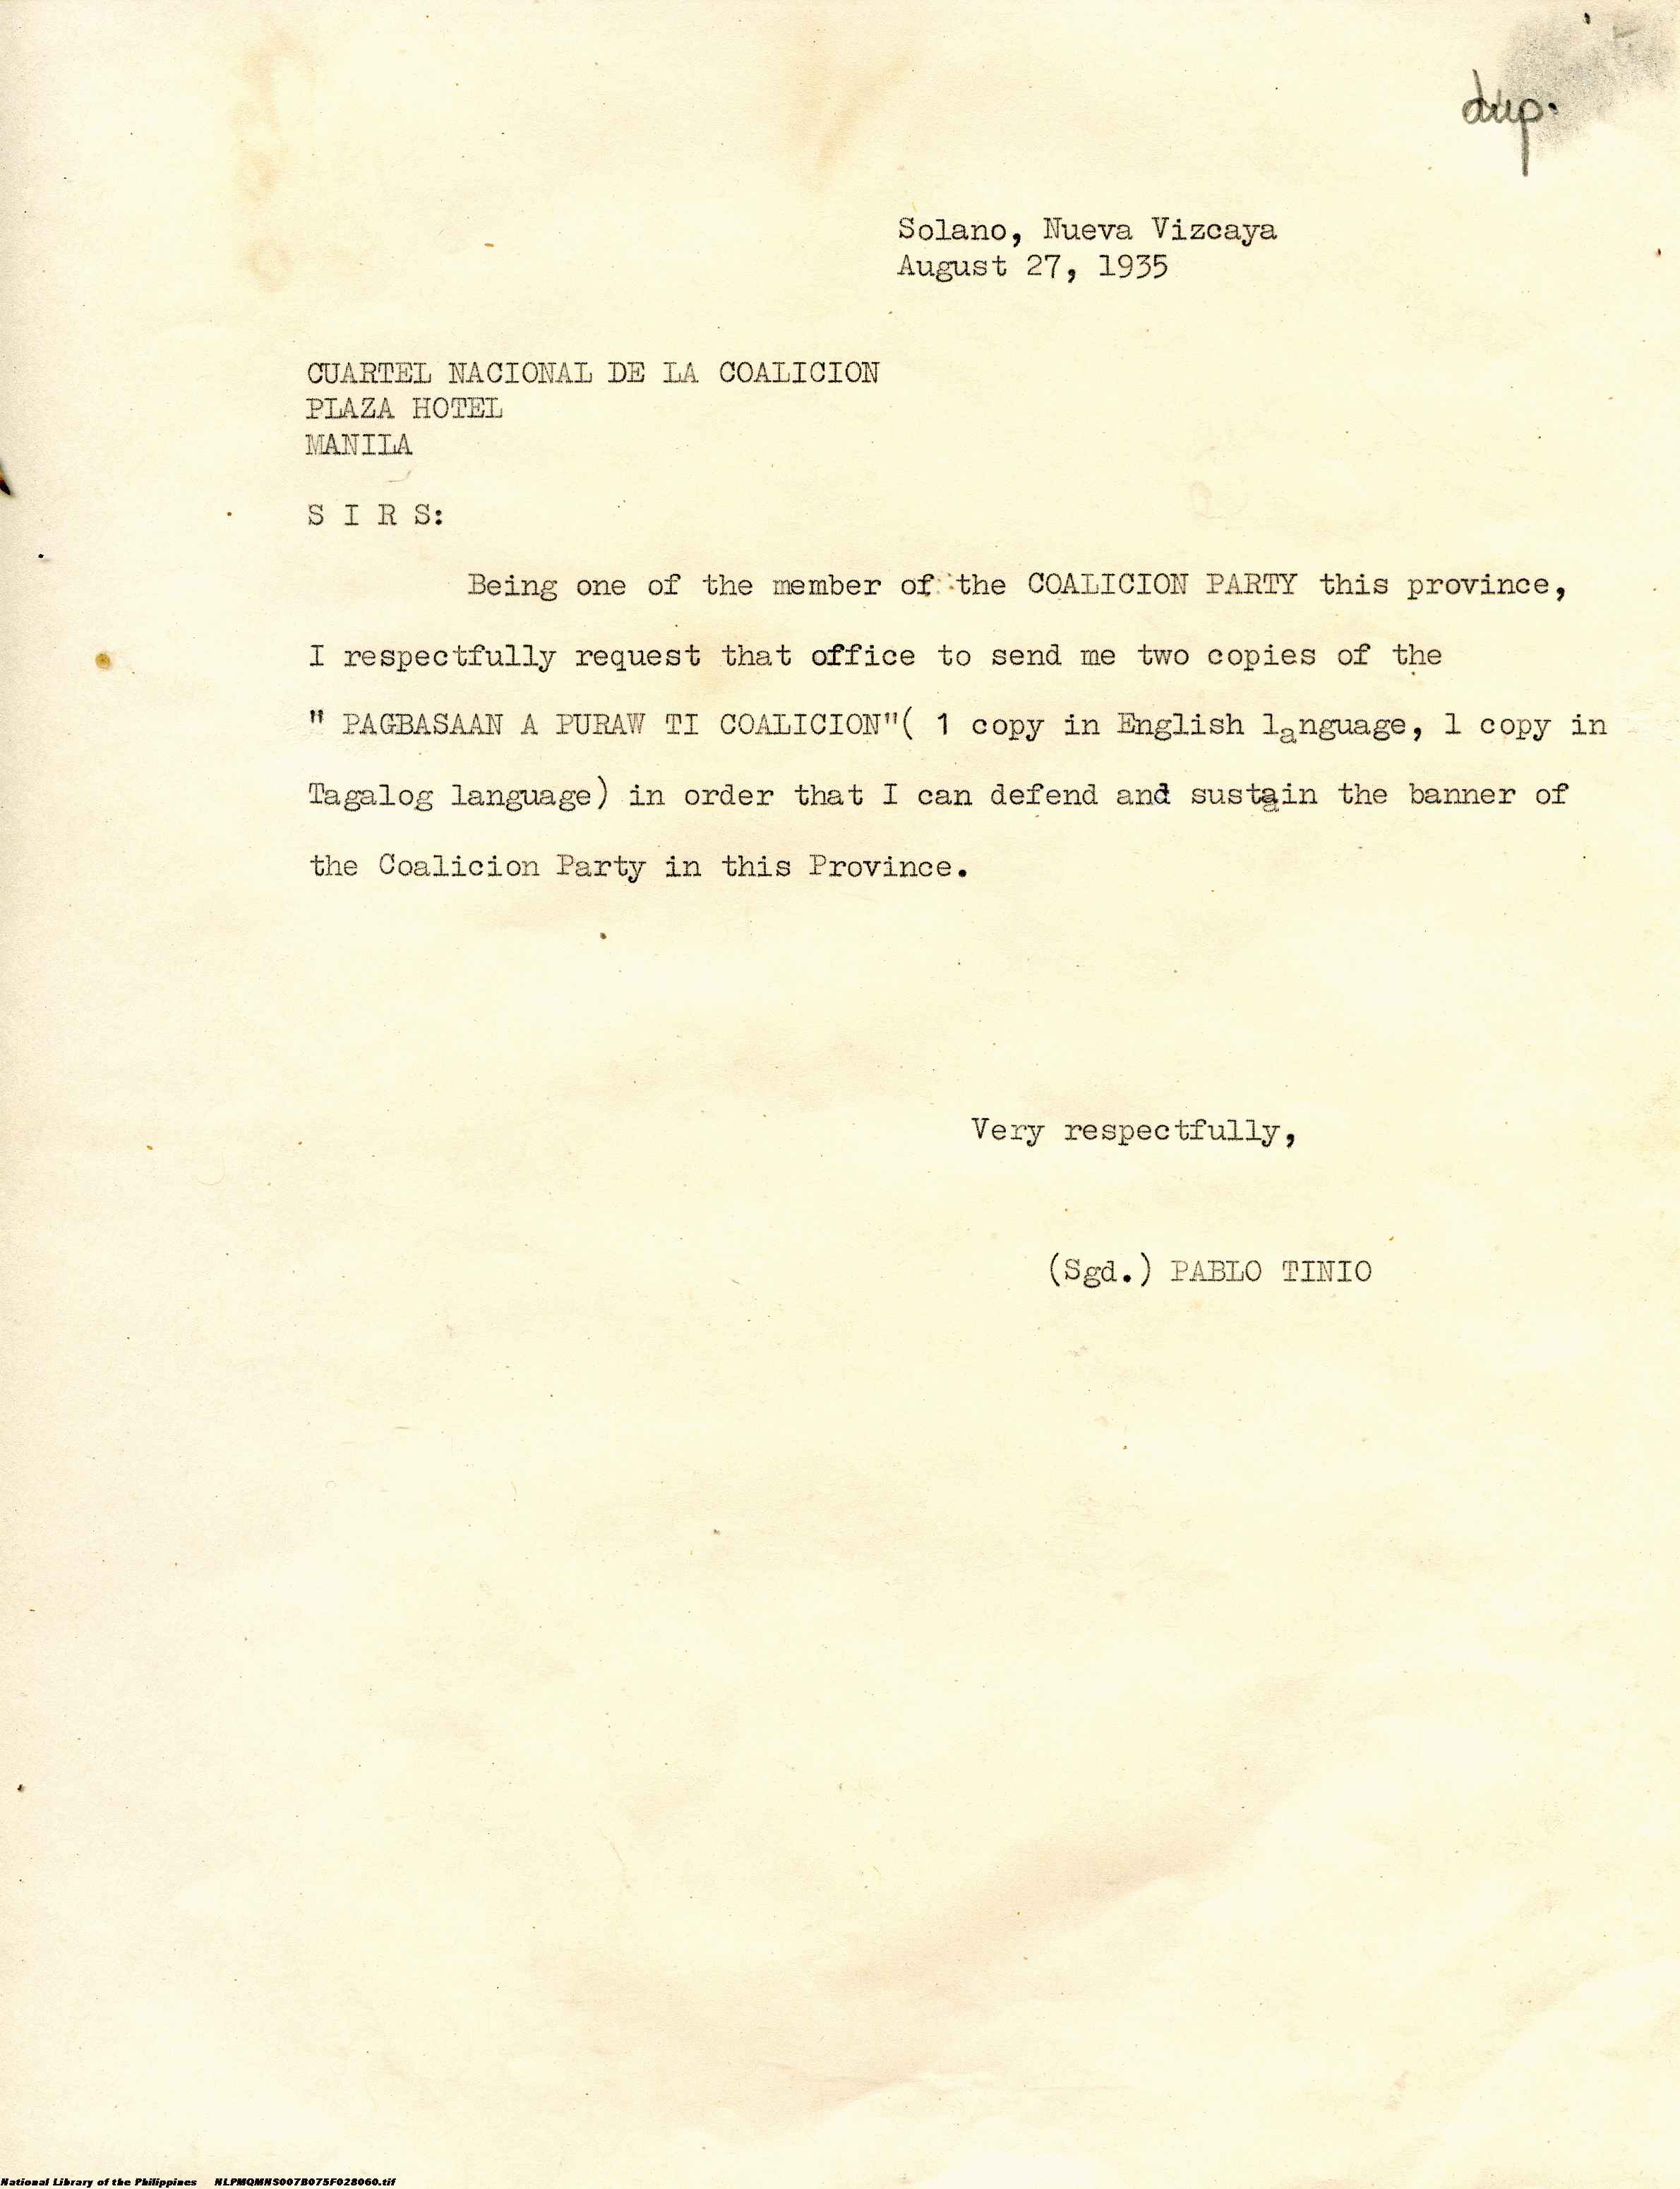 dup.
Solano, Nueva Vizcaya
August 27, 1935
CUARTEL NACIONAL DE LA COALICION
PLAZA HOTEL
MANILA
S I R S:
Being one of the member of the COALICION PARTY this province,
I respectfully request that office to send me two copies of the
" PAGBASAAN A PURAW TI COALICION"( 1 copy in English language, 1 copy in
Tagalog language) in order that I can defend and sustain the banner of
the Coalicion Party in this Province.
Very respectfully,
(Sgd.) PABLO TINIO
National Library of the Philippines NLPMQMNS007B075F028060.tif